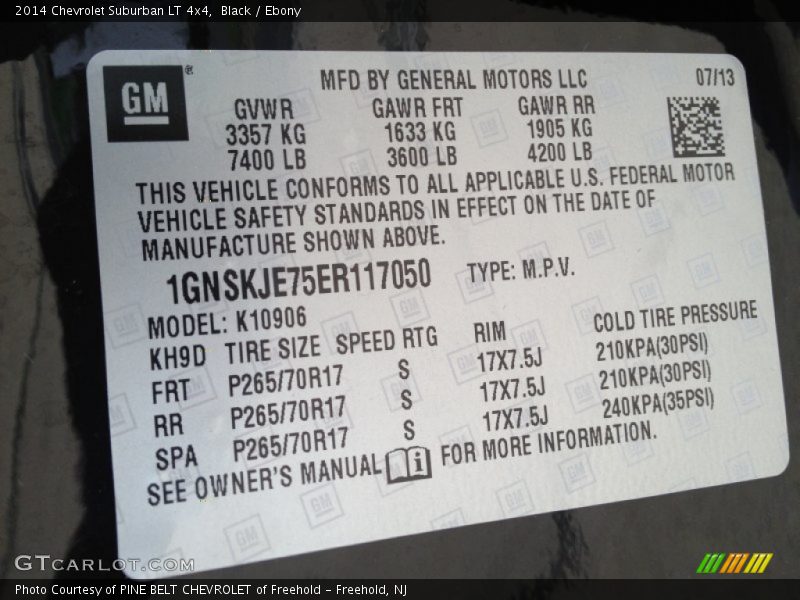 2014 Chevrolet Suburban LT 4x4, Black / Ebony
GM ®
MFD BY GENERAL MOTORS LLC 07/13
GVWR GAWR FRT GAWR RR
3357 KG 1633 KG 1905 KG
7400 LB 3600 LB 4200 LB
THIS VEHICLE CONFORMS TO ALL APPLICABLE U.S. FEDERAL MOTOR
VEHICLE SAFETY STANDARDS IN EFFECT ON THE DATE OF
MANUFACTURE SHOWN ABOVE.
1GNSKJE75ER117050 TYPE: M.P.V.
MODEL: K10906
KH9D TIRE SIZE SPEED RTG RIM COLD TIRE PRESSURE
FRT P265/70R17 S 17X7.5J 210KPA(30PSI)
RR P265/70R17 S 17X7.5J 210KPA(30PSI)
SPA P265/70R17 S 17X7.5J 240KPA(35PSI)
SEE OWNER'S MANUAL i FOR MORE INFORMATION.
GTcarlot.com
Photo Courtesy of PINE BELT CHEVROLET of Freehold - Freehold, NJ